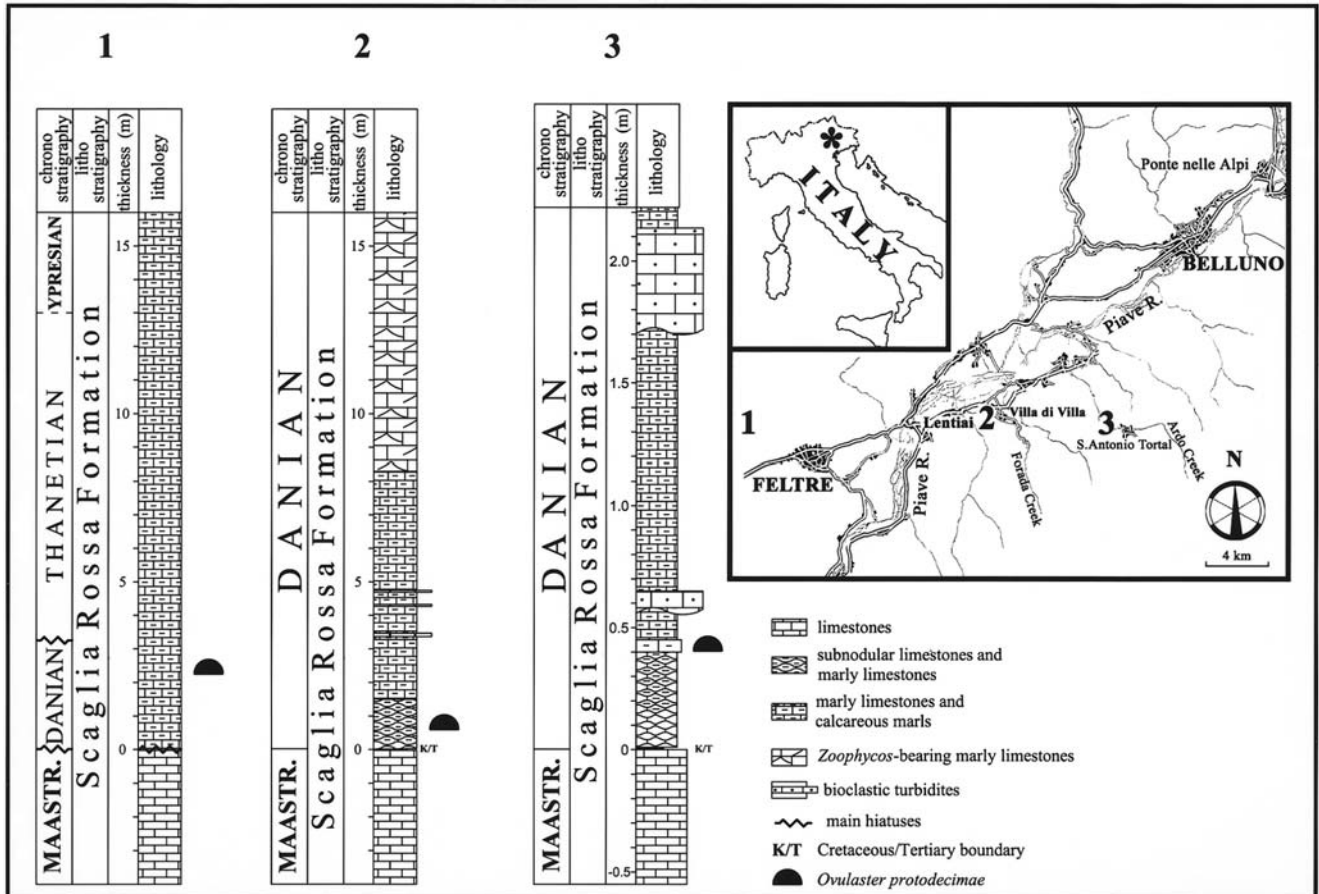 1
2
3
chrono
stratigraphy
litho
stratigraphy
thickness (m)
lithology
YPRESIAN
THANETIAN
DANIAN
MAASTR.
Scaglia Rossa Formation
15
10
5
0
chrono
stratigraphy
litho
stratigraphy
thickness (m)
lithology
DANIAN
MAASTR.
Scaglia Rossa Formation
15
10
5
0
K/T
chrono
stratigraphy
litho
stratigraphy
thickness (m)
lithology
DANIAN
MAASTR.
Scaglia Rossa Formation
2.0
1.5
1.0
0.5
0
-0.5
K/T
ITALY
Ponte nelle Alpi
BELLUNO
Piave R.
1
2
3
Villa di Villa
Lentiai
S.Antonio Tortal
Ardo Creek
FELTRE
Piave R.
Forada Creek
N
4 km
limestones
subnodular limestones and
marly limestones
marly limestones and
calcareous marls
Zoophycos-bearing marly limestones
bioclastic turbidites
main hiatuses
K/T Cretaceous/Tertiary boundary
Ovulaster protodecimae